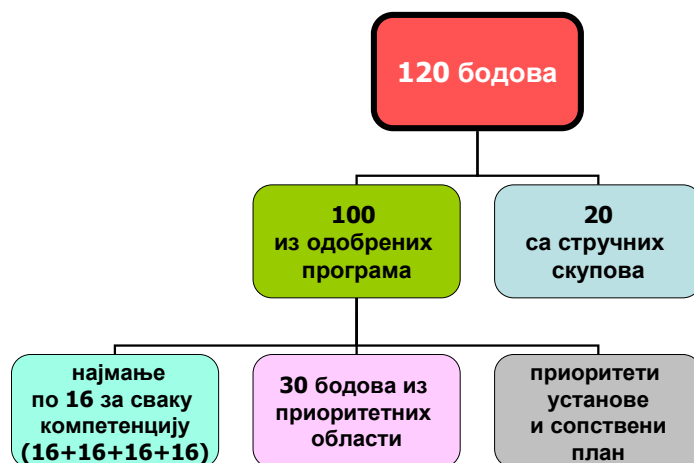 120 бодова
100
из одобрених
програма
20
са стручних
скупова
најмање
по 16 за сваку
компетенцију
(16+16+16+16)
30 бодова из
приоритетних
области
приоритети
установе
и сопствени
план